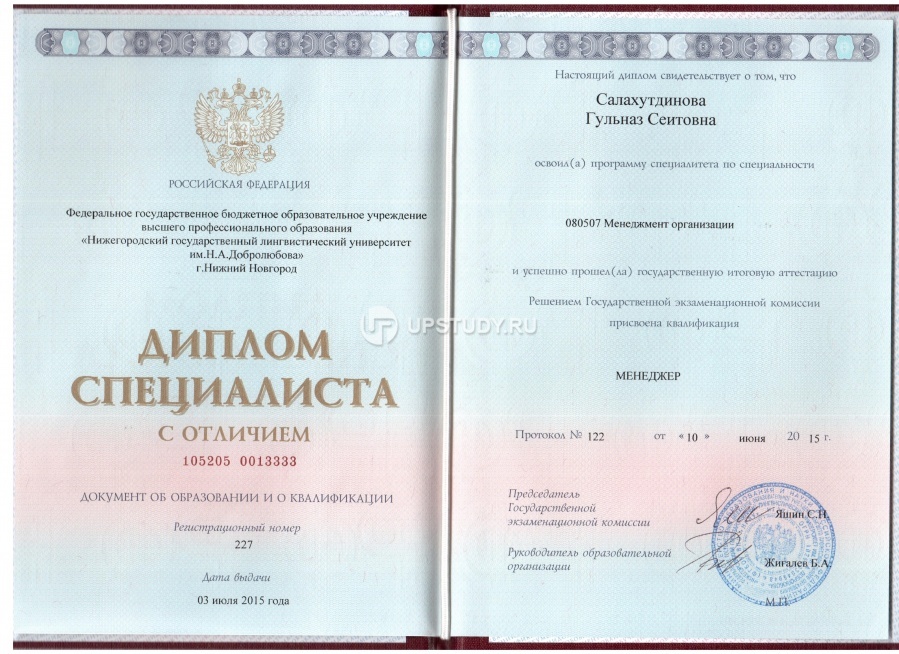 РОССИЙСКАЯ ФЕДЕРАЦИЯ
Федеральное государственное бюджетное образовательное учреждение
высшего профессионального образования
«Нижегородский государственный лингвистический университет
им.Н.А.Добролюбова»
г.Нижний Новгород
ДИПЛОМ
СПЕЦИАЛИСТА
С ОТЛИЧИЕМ
105205 0013333
ДОКУМЕНТ ОБ ОБРАЗОВАНИИ И О КВАЛИФИКАЦИИ
Регистрационный номер
227
Дата выдачи
03 июля 2015 года
UPSTUDY.RU
Настоящий диплом свидетельствует о том, что
Салахутдинова
Гульназ Сеитовна
освоил(а) программу специалитета по специальности
080507 Менеджмент организации
и успешно прошел(ла) государственную итоговую аттестацию
Решением Государственной экзаменационной комиссии
присвоена квалификация
МЕНЕДЖЕР
Протокол № 122 от «10» июня 20 15 г.
Председатель
Государственной
экзаменационной комиссии
Яшин С.Н.
Руководитель образовательной
организации
Жигалев Б.А.
М.П.